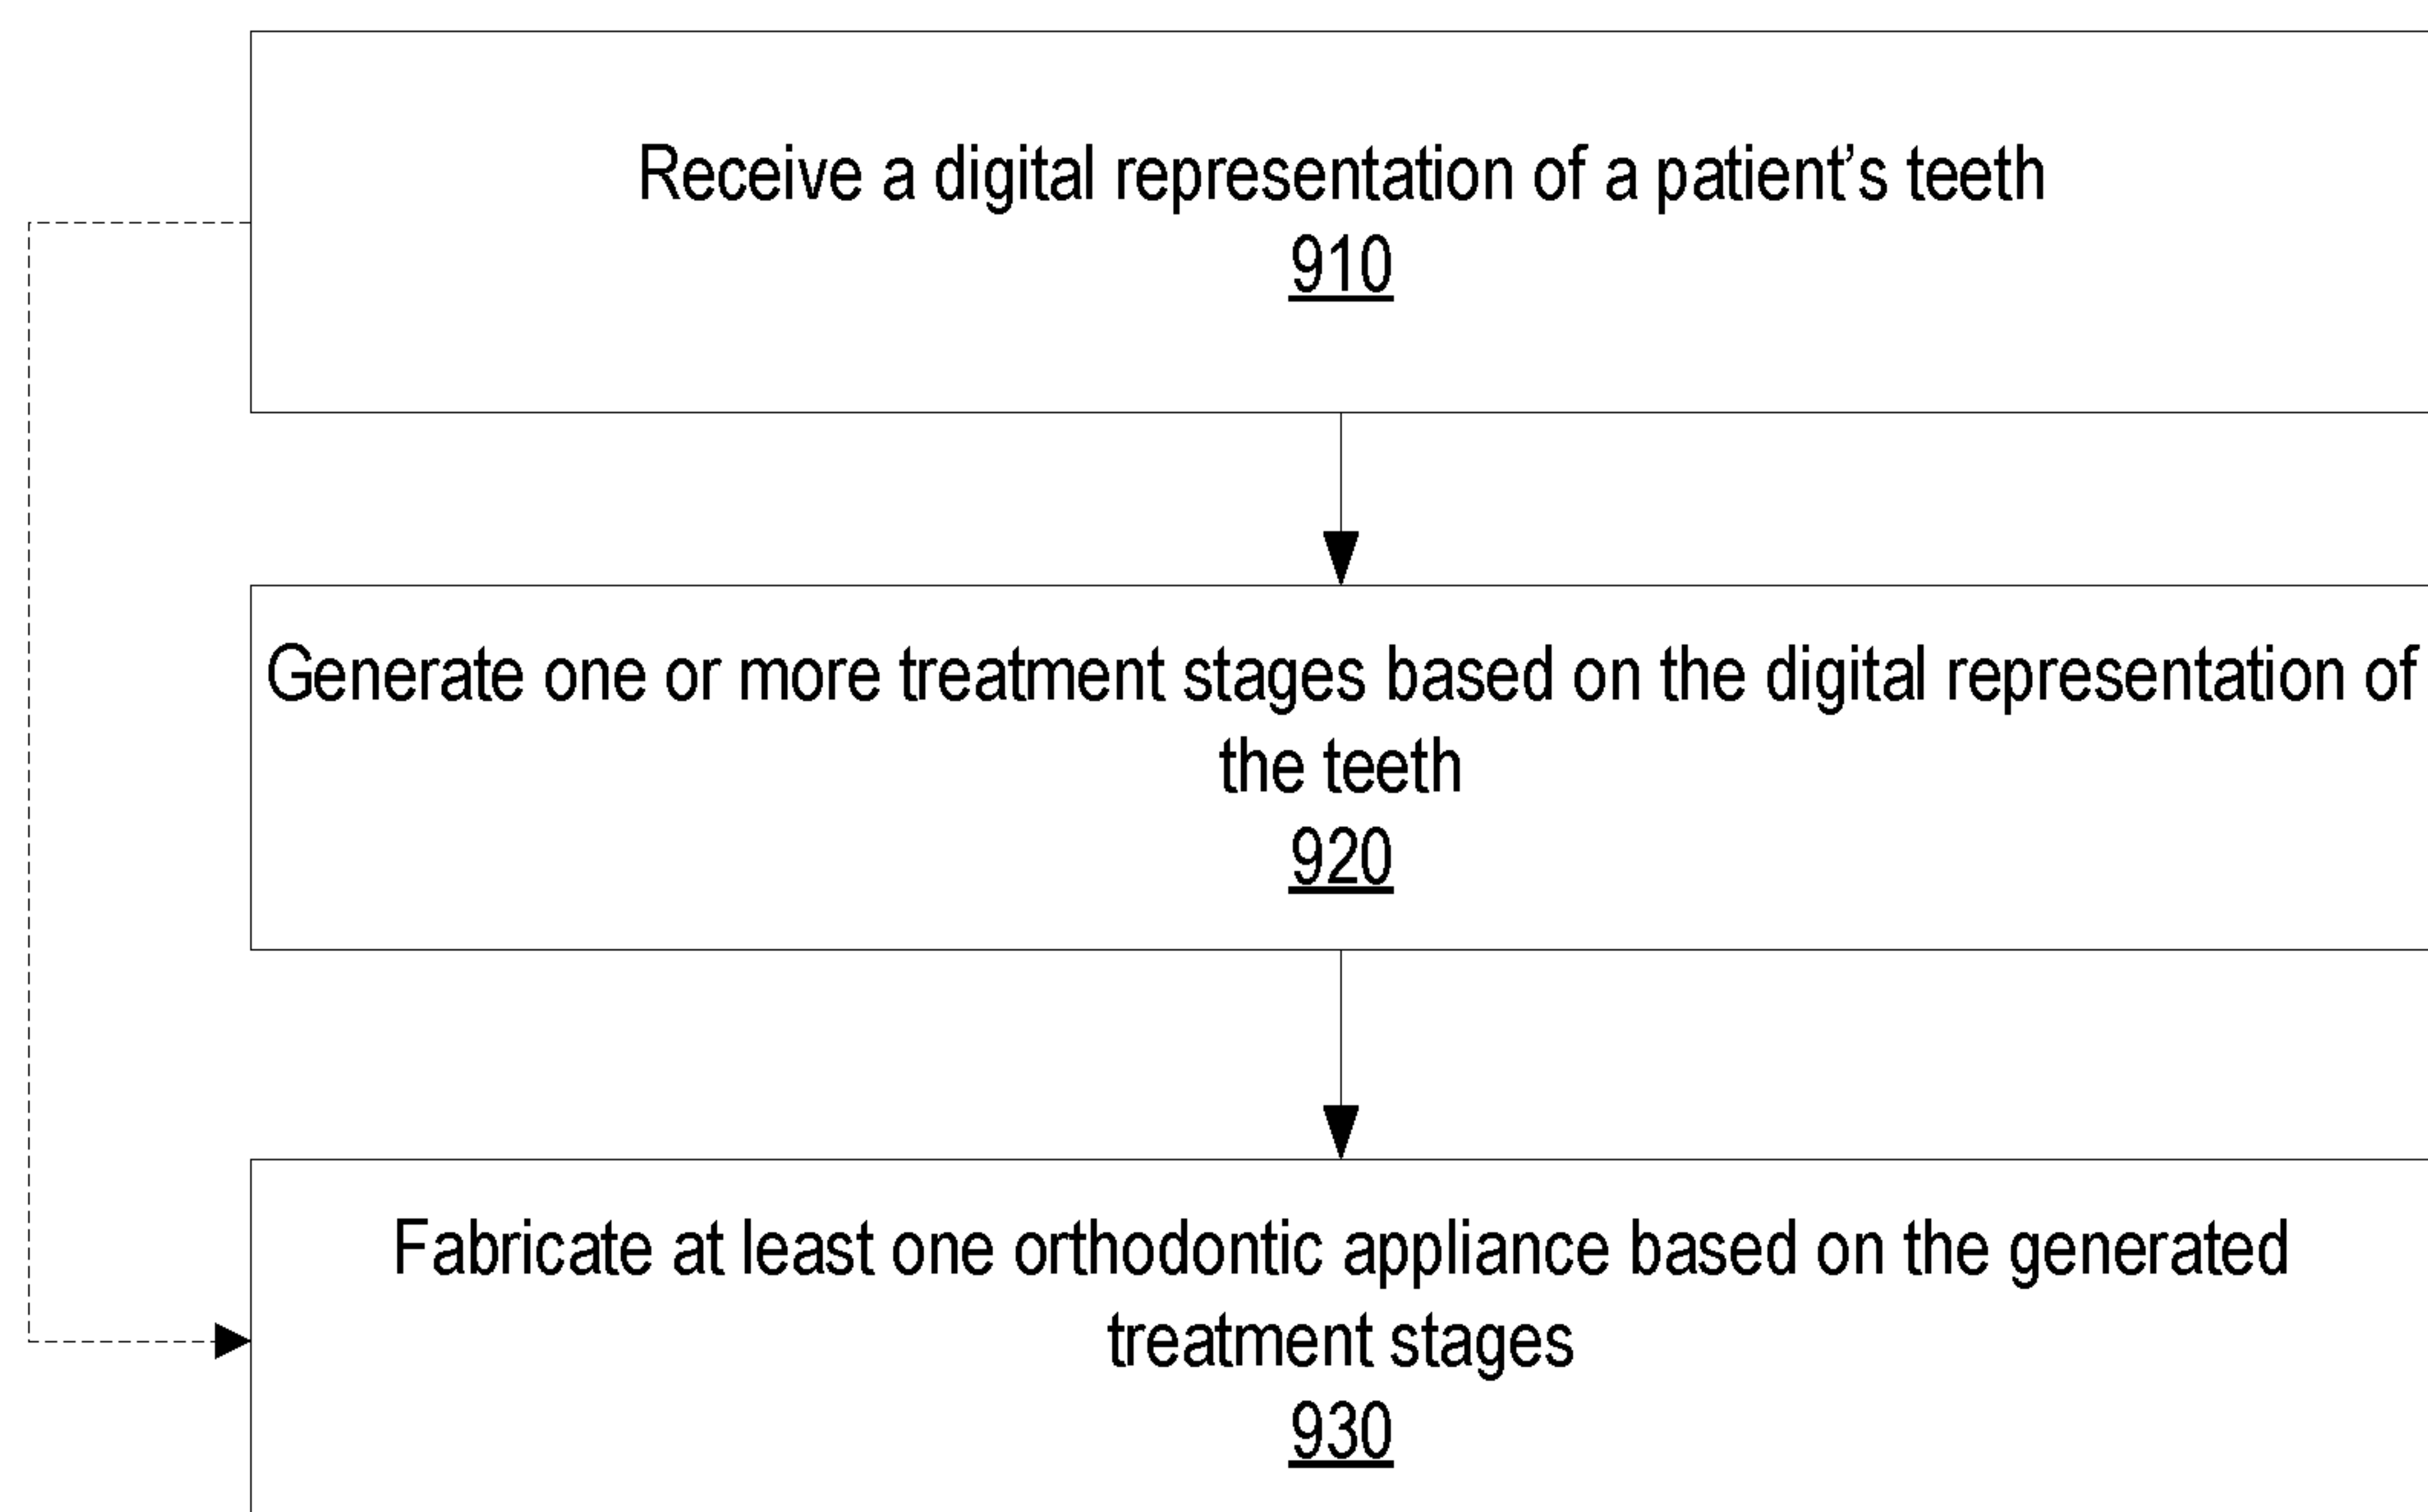 Receive a digital representation of a patient’s teeth
910
Generate one or more treatment stages based on the digital representation of
the teeth
920
Fabricate at least one orthodontic appliance based on the generated
treatment stages
930